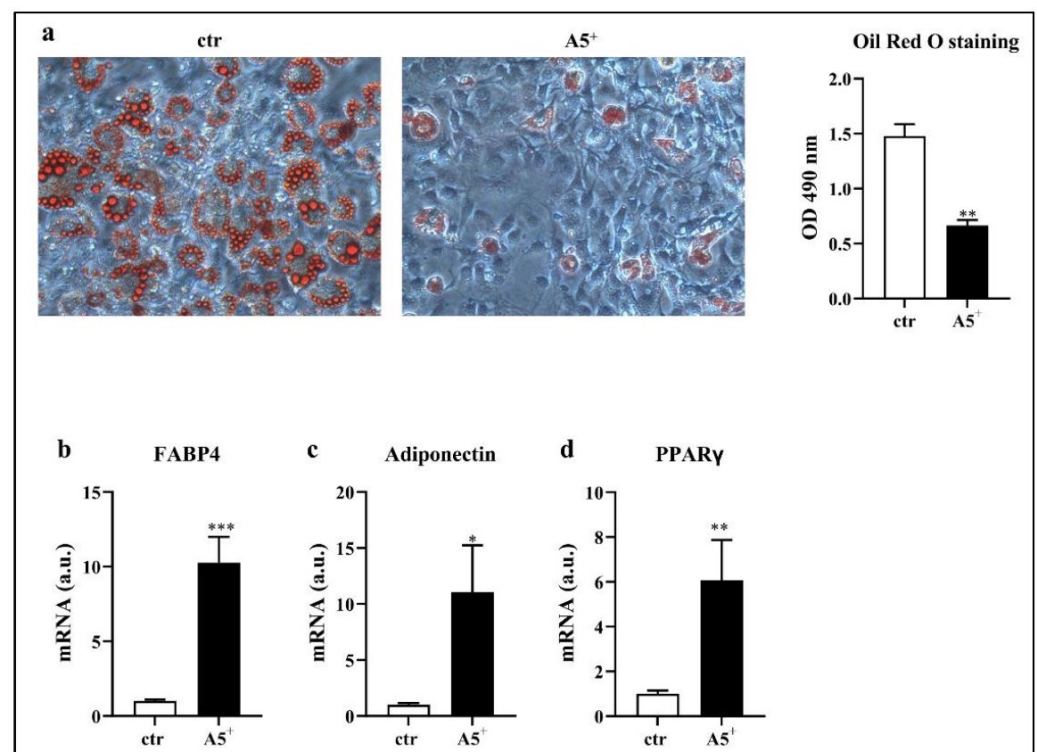 a
ctr
A5⁺
Oil Red O staining
2.0
1.5
1.0
0.5
0.0
OD 490 nm
**
ctr
A5⁺
b
FABP4
15
10
5
0
mRNA (a.u.)
***
ctr
A5⁺
c
Adiponectin
20
15
10
5
0
mRNA (a.u.)
*
ctr
A5⁺
d
PPARγ
10
8
6
4
2
0
mRNA (a.u.)
**
ctr
A5⁺